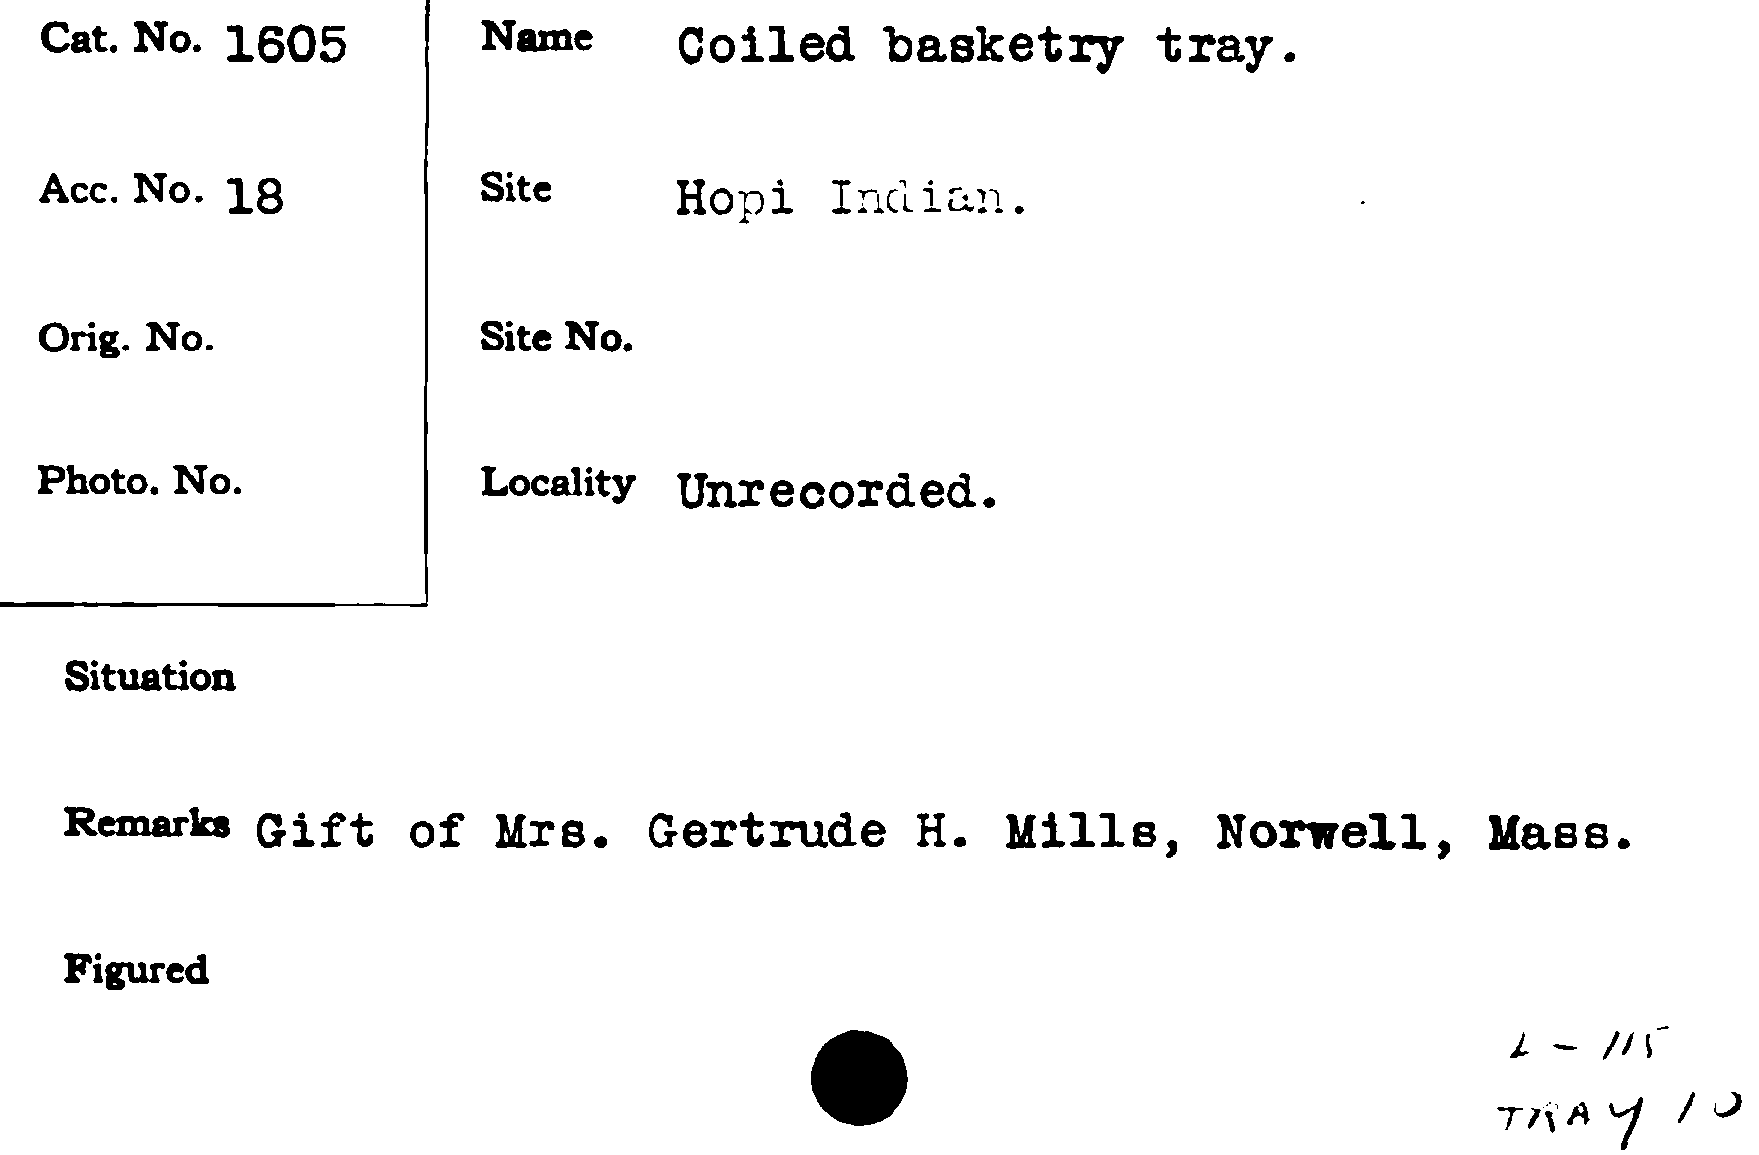 Cat. No. 1605
Name Coiled basketry tray.
Acc. No. 18
Site Hopi Indian.
Orig. No.
Site No.
Photo. No.
Locality Unrecorded.
Situation
Remarks Gift of Mrs. Gertrude H. Mills, Norwell, Mass.
Figured
L - 115
TRAY 10